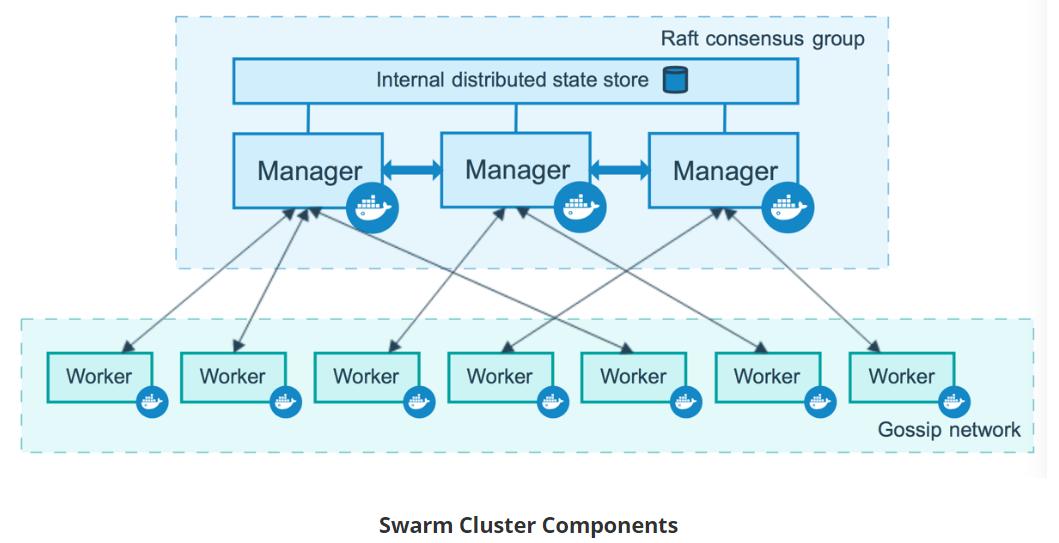 Raft consensus group
Internal distributed state store
Manager
Manager
Manager
Worker
Worker
Worker
Worker
Worker
Worker
Worker
Gossip network
Swarm Cluster Components